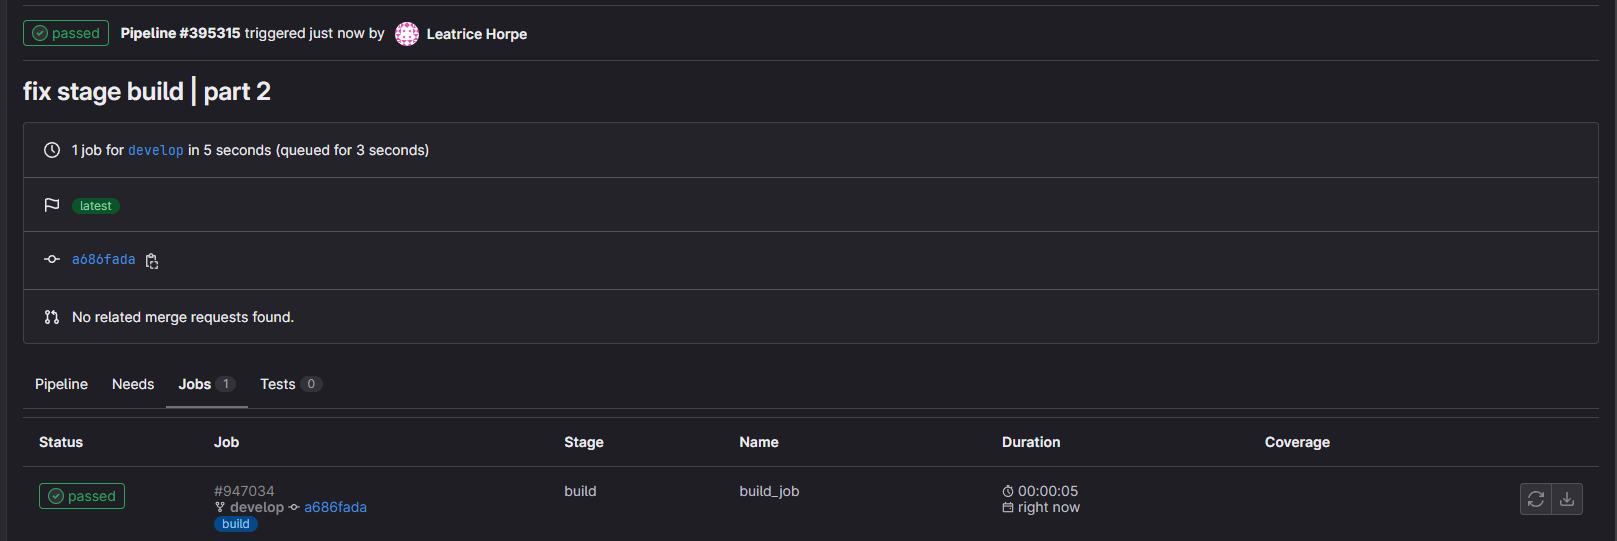 passed Pipeline #395315 triggered just now by Leatrice Horpe
fix stage build | part 2
1 job for develop in 5 seconds (queued for 3 seconds)
latest
a686fada
No related merge requests found.
Pipeline Needs Jobs 1 Tests 0
Status Job Stage Name Duration Coverage
passed #947034 build build_job 00:00:05
develop a686fada right now
build